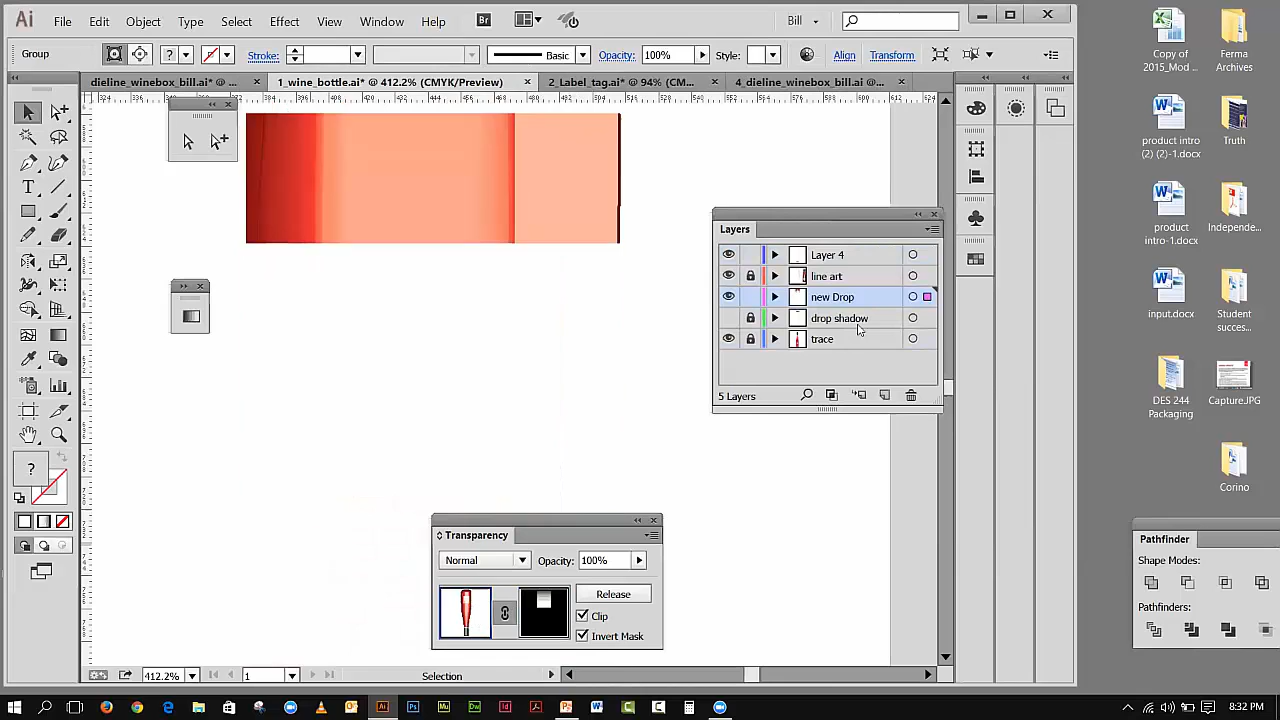 Ai File Edit Object Type Select Effect View Window Help Br Bill
Group ? Stroke: Basic Opacity: 100% Style: Align Transform
dieline_winebox_bill.ai* @ ... 1_wine_bottle.ai* @ 412.2% (CMYK/Preview) 2_Label_tag.ai* @ 94% (CM... 4_dieline_winebox_bill.ai @...
Layers
Layer 4
line art
new Drop
drop shadow
trace
5 Layers
?
Transparency
Normal Opacity: 100%
Release
Clip
Invert Mask
412.2% 1 Selection
Copy of
2015_Mod ...
Ferma
Archives
product intro
(2) (2)-1.docx
Truth
product
intro-1.docx
Independe...
input.docx
Student
succes...
DES 244
Packaging
Capture.JPG
Corino
Pathfinder
Shape Modes:
Pathfinders:
8:32 PM